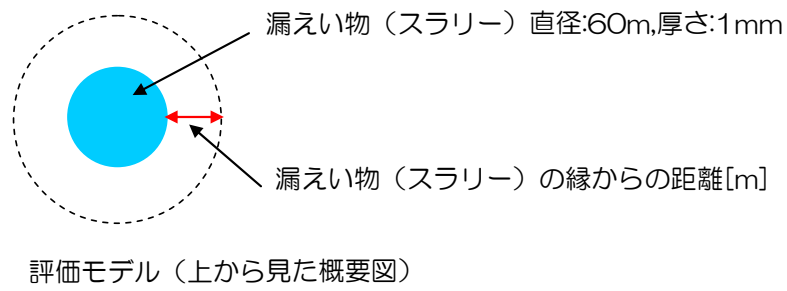 漏えい物（スラリー）直径:60m,厚さ:1mm
漏えい物（スラリー）の縁からの距離[m]
評価モデル（上から見た概要図）